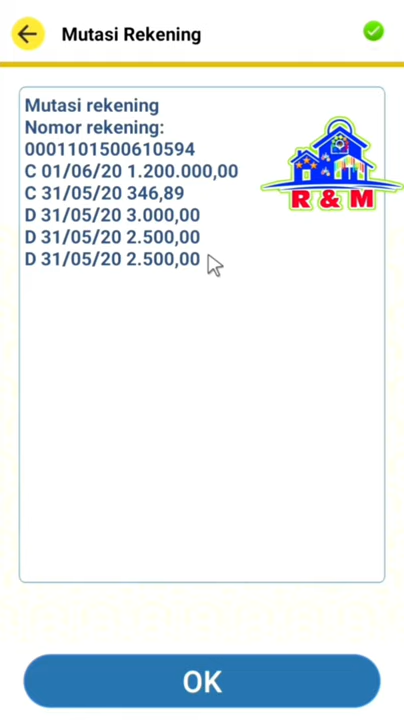 Mutasi Rekening
Mutasi rekening
Nomor rekening:
0001101500610594
C 01/06/20 1.200.000,00
C 31/05/20 346,89
D 31/05/20 3.000,00
D 31/05/20 2.500,00
D 31/05/20 2.500,00
R & M
OK